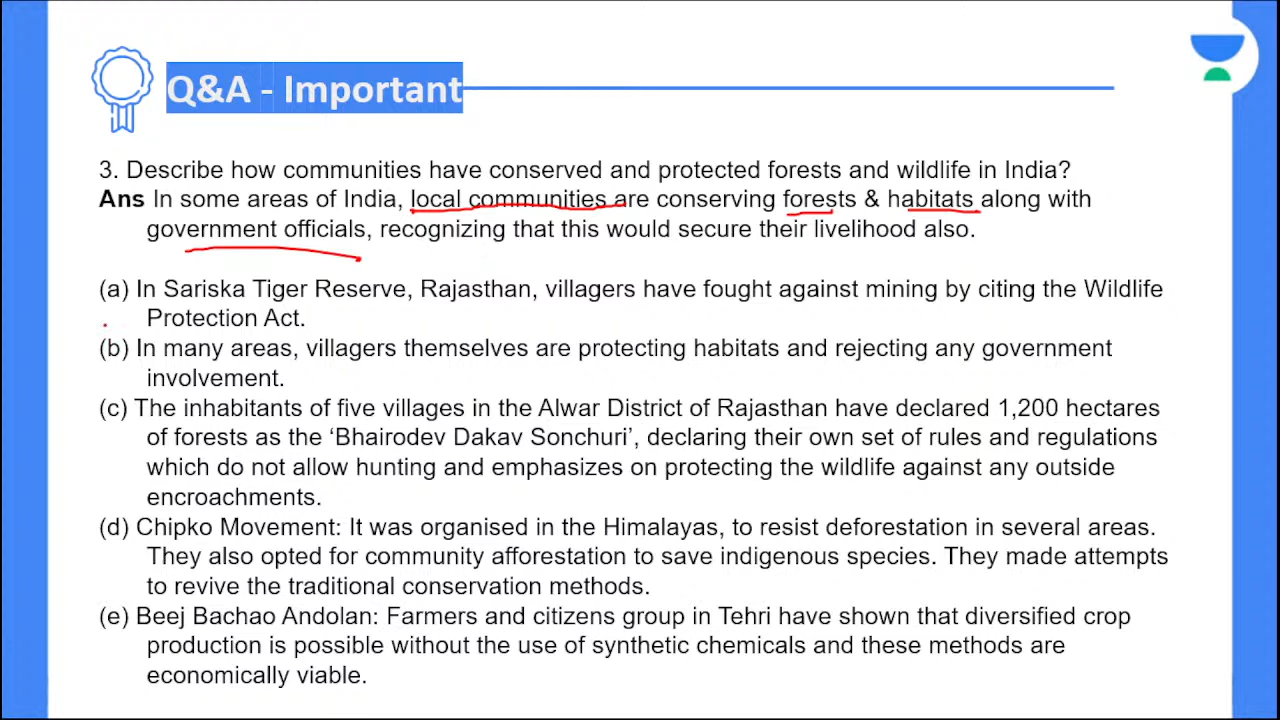 Q&A - Important
3. Describe how communities have conserved and protected forests and wildlife in India?
Ans In some areas of India, local communities are conserving forests & habitats along with
government officials, recognizing that this would secure their livelihood also.
(a) In Sariska Tiger Reserve, Rajasthan, villagers have fought against mining by citing the Wildlife
Protection Act.
(b) In many areas, villagers themselves are protecting habitats and rejecting any government
involvement.
(c) The inhabitants of five villages in the Alwar District of Rajasthan have declared 1,200 hectares
of forests as the ‘Bhairodev Dakav Sonchuri’, declaring their own set of rules and regulations
which do not allow hunting and emphasizes on protecting the wildlife against any outside
encroachments.
(d) Chipko Movement: It was organised in the Himalayas, to resist deforestation in several areas.
They also opted for community afforestation to save indigenous species. They made attempts
to revive the traditional conservation methods.
(e) Beej Bachao Andolan: Farmers and citizens group in Tehri have shown that diversified crop
production is possible without the use of synthetic chemicals and these methods are
economically viable.